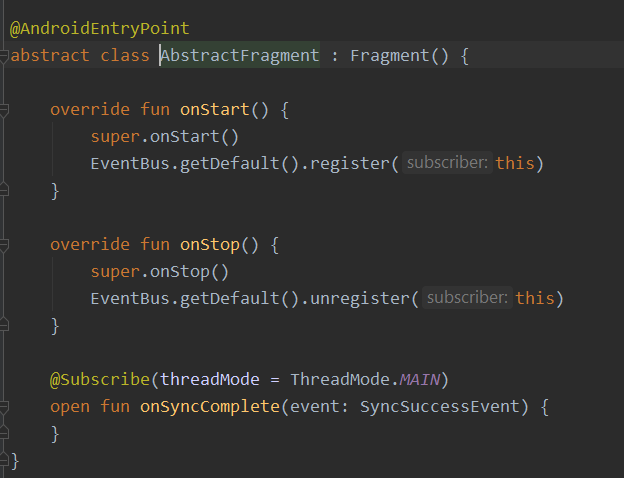 @AndroidEntryPoint
abstract class AbstractFragment : Fragment() {
override fun onStart() {
super.onStart()
EventBus.getDefault().register( subscriber: this)
}
override fun onStop() {
super.onStop()
EventBus.getDefault().unregister( subscriber: this)
}
@Subscribe(threadMode = ThreadMode.MAIN)
open fun onSyncComplete(event: SyncSuccessEvent) {
}
}